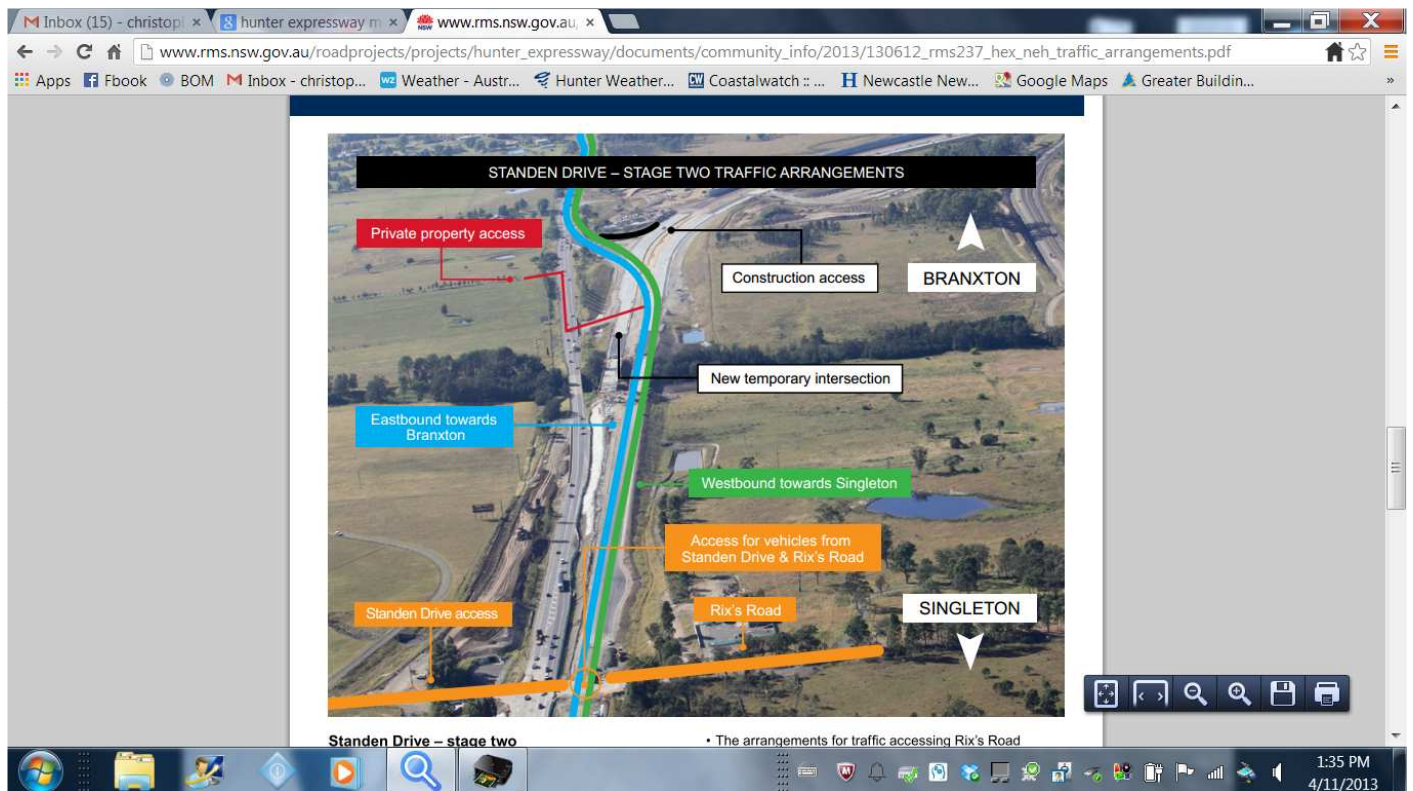 Inbox (15) - christopl
hunter expressway m
www.rms.nsw.gov.au,
www.rms.nsw.gov.au/roadprojects/projects/hunter_expressway/documents/community_info/2013/130612_rms237_hex_neh_traffic_arrangements.pdf
Apps Fbook BOM Inbox - christop... Weather - Austr... Hunter Weather... Coastalwatch :: ... Newcastle New... Google Maps Greater Buildin... »
STANDEN DRIVE – STAGE TWO TRAFFIC ARRANGEMENTS
Private property access
Construction access
BRANXTON
New temporary intersection
Eastbound towards
Branxton
Westbound towards Singleton
Access for vehicles from
Standen Drive & Rix's Road
Standen Drive access
Rix's Road
SINGLETON
Standen Drive – stage two
• The arrangements for traffic accessing Rix's Road
1:35 PM
4/11/2013